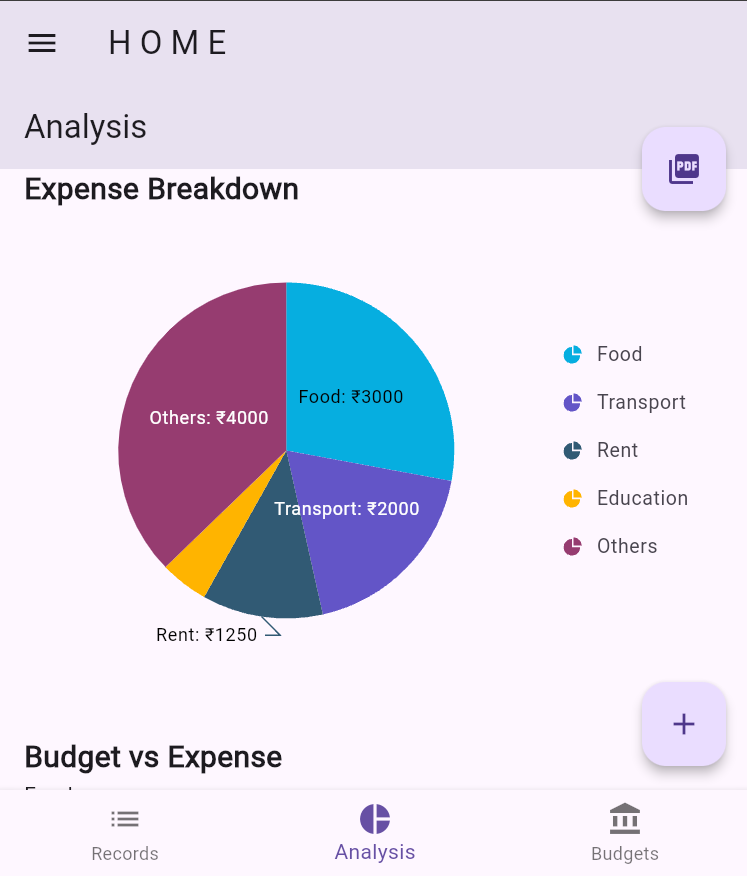 HOME
Analysis
PDF
Expense Breakdown
Others: ₹4000
Food: ₹3000
Transport: ₹2000
Rent: ₹1250
Food
Transport
Rent
Education
Others
Budget vs Expense
Records
Analysis
Budgets